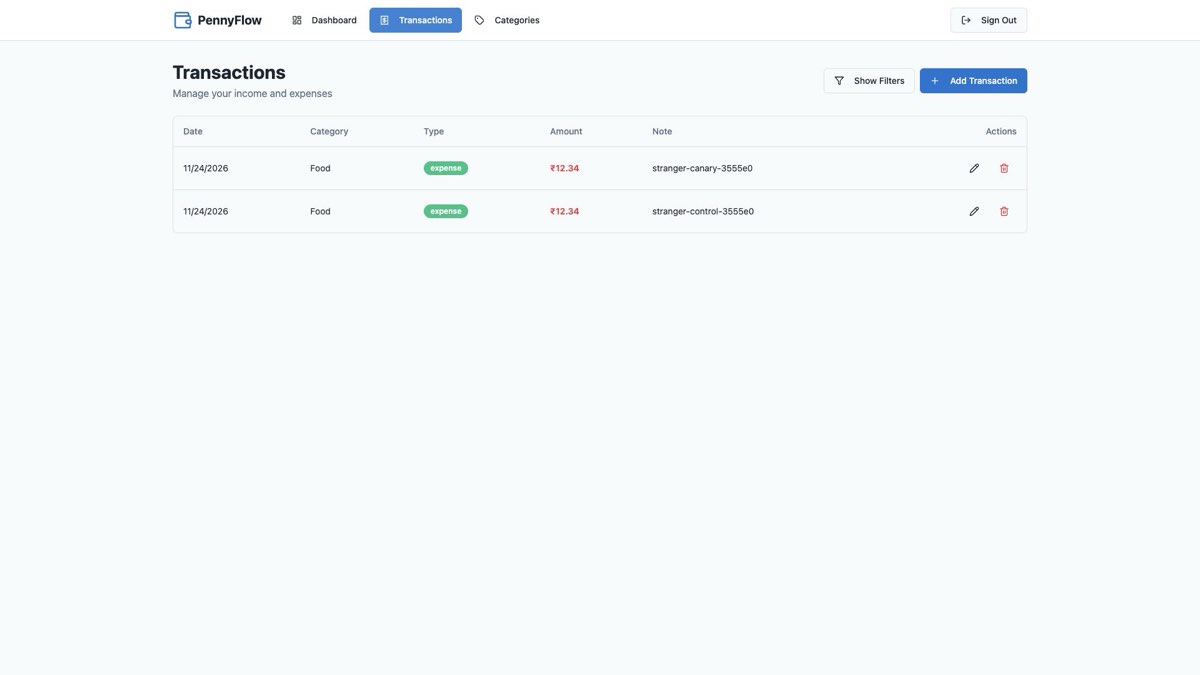 PennyFlow Dashboard Transactions Categories Sign Out
Transactions
Manage your income and expenses
Show Filters Add Transaction
Date Category Type Amount Note Actions
11/24/2026 Food expense ₹12.34 stranger-canary-3555e0
11/24/2026 Food expense ₹12.34 stranger-control-3555e0